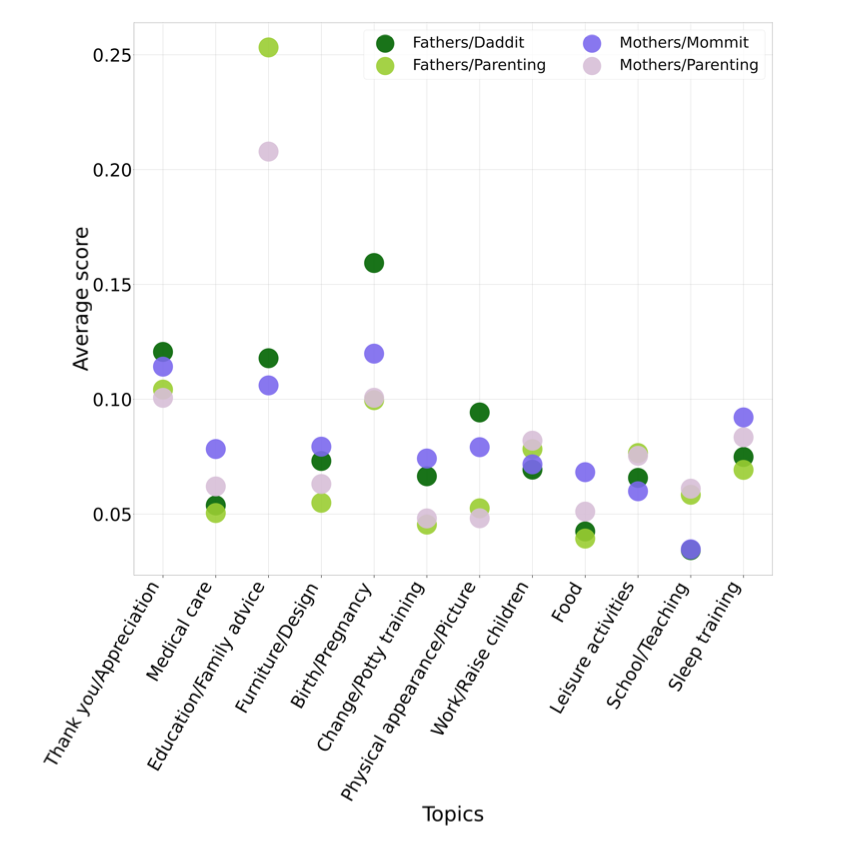 Fathers/Daddit
Fathers/Parenting
Mothers/Mommit
Mothers/Parenting
Average score
0.25
0.20
0.15
0.10
0.05
Thank you/Appreciation
Medical care
Education/Family advice
Furniture/Design
Birth/Pregnancy
Change/Potty training
Physical appearance/Picture
Work/Raise children
Food
Leisure activities
School/Teaching
Sleep training
Topics